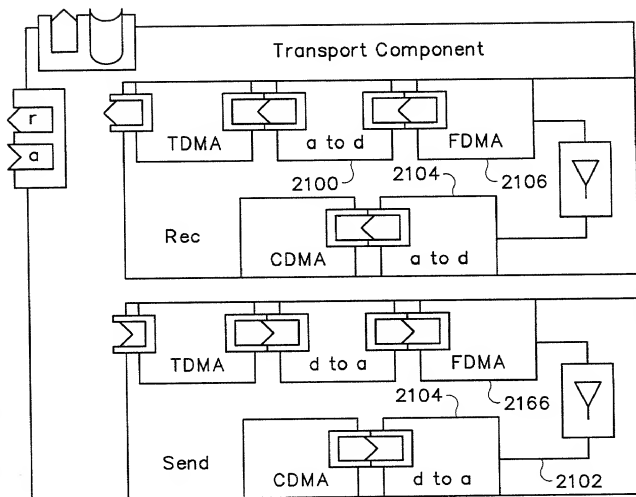 Transport Component
r
a
TDMA
a to d
FDMA
2100
2104
2106
Rec
CDMA
a to d
TDMA
d to a
FDMA
2104
2166
Send
CDMA
d to a
2102